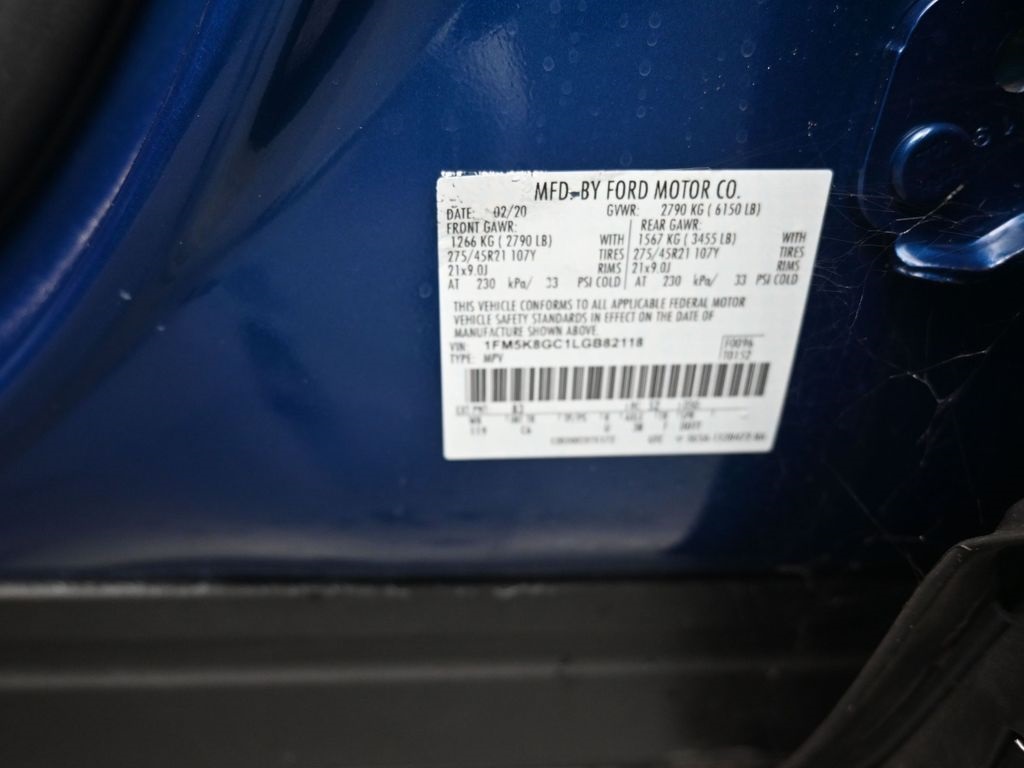 MFD. BY FORD MOTOR CO.
DATE: 02/20 GVWR: 2790 KG ( 6150 LB)
FRONT GAWR: REAR GAWR:
1266 KG ( 2790 LB) WITH 1567 KG ( 3455 LB) WITH
275/45R21 107Y TIRES 275/45R21 107Y TIRES
21x9.0J RIMS 21x9.0J RIMS
AT 230 kPa/ 33 PSI COLD AT 230 kPa/ 33 PSI COLD
THIS VEHICLE CONFORMS TO ALL APPLICABLE FEDERAL MOTOR
VEHICLE SAFETY STANDARDS IN EFFECT ON THE DATE OF
MANUFACTURE SHOWN ABOVE.
VIN: 1FM5K8GC1LGB82118 F0096
TYPE: MPV T0152